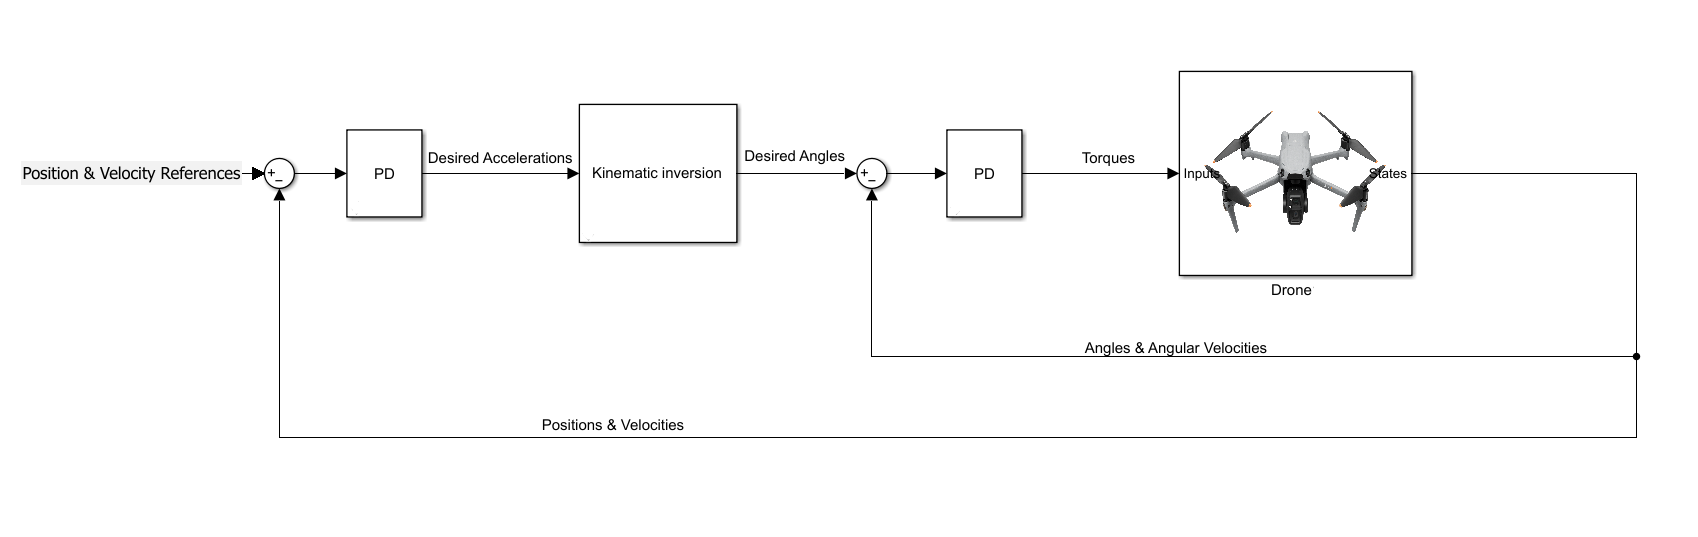 Position & Velocity References
+
−
PD
Desired Accelerations
Kinematic inversion
Desired Angles
+
−
PD
Torques
Inputs
States
Drone
Angles & Angular Velocities
Positions & Velocities